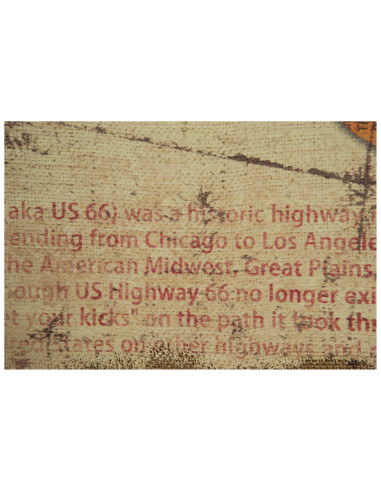 aka US 66) was a historic highway
ending from Chicago to Los Angele
he American Midwest, Great Plains,
ough US Highway 66 no longer exi
et your kicks" on the path it took thr
States on other highways and